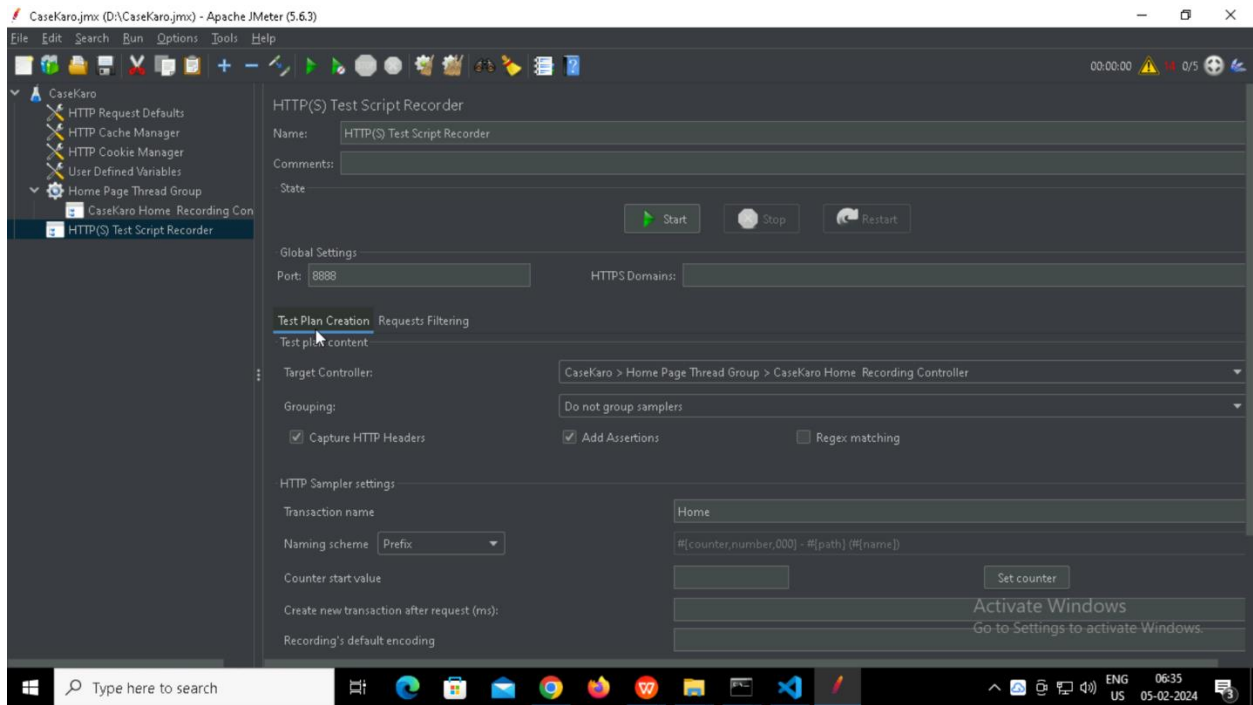 CaseKaro.jmx (D:\CaseKaro.jmx) - Apache JMeter (5.6.3)
File Edit Search Run Options Tools Help
00:00:00 14 0/5
CaseKaro
HTTP Request Defaults
HTTP Cache Manager
HTTP Cookie Manager
User Defined Variables
Home Page Thread Group
CaseKaro Home Recording Con
HTTP(S) Test Script Recorder
HTTP(S) Test Script Recorder
Name: HTTP(S) Test Script Recorder
Comments:
State
Start Stop Restart
Global Settings
Port: 8888 HTTPS Domains:
Test Plan Creation Requests Filtering
Test plan content
Target Controller: CaseKaro > Home Page Thread Group > CaseKaro Home Recording Controller
Grouping: Do not group samplers
Capture HTTP Headers Add Assertions Regex matching
HTTP Sampler settings
Transaction name Home
Naming scheme Prefix #{counter,number,000} - #{path} (#{name})
Counter start value Set counter
Create new transaction after request (ms):
Recording's default encoding
Activate Windows
Go to Settings to activate Windows.
Type here to search
ENG 06:35
US 05-02-2024
3